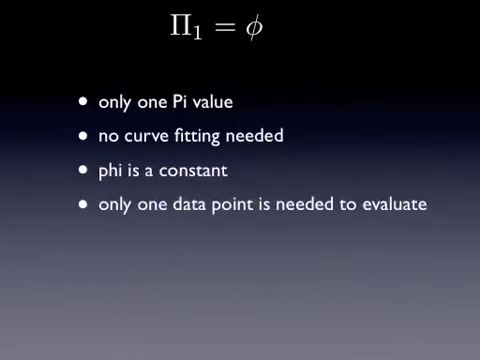 Π₁ = ϕ
• only one Pi value
• no curve fitting needed
• phi is a constant
• only one data point is needed to evaluate